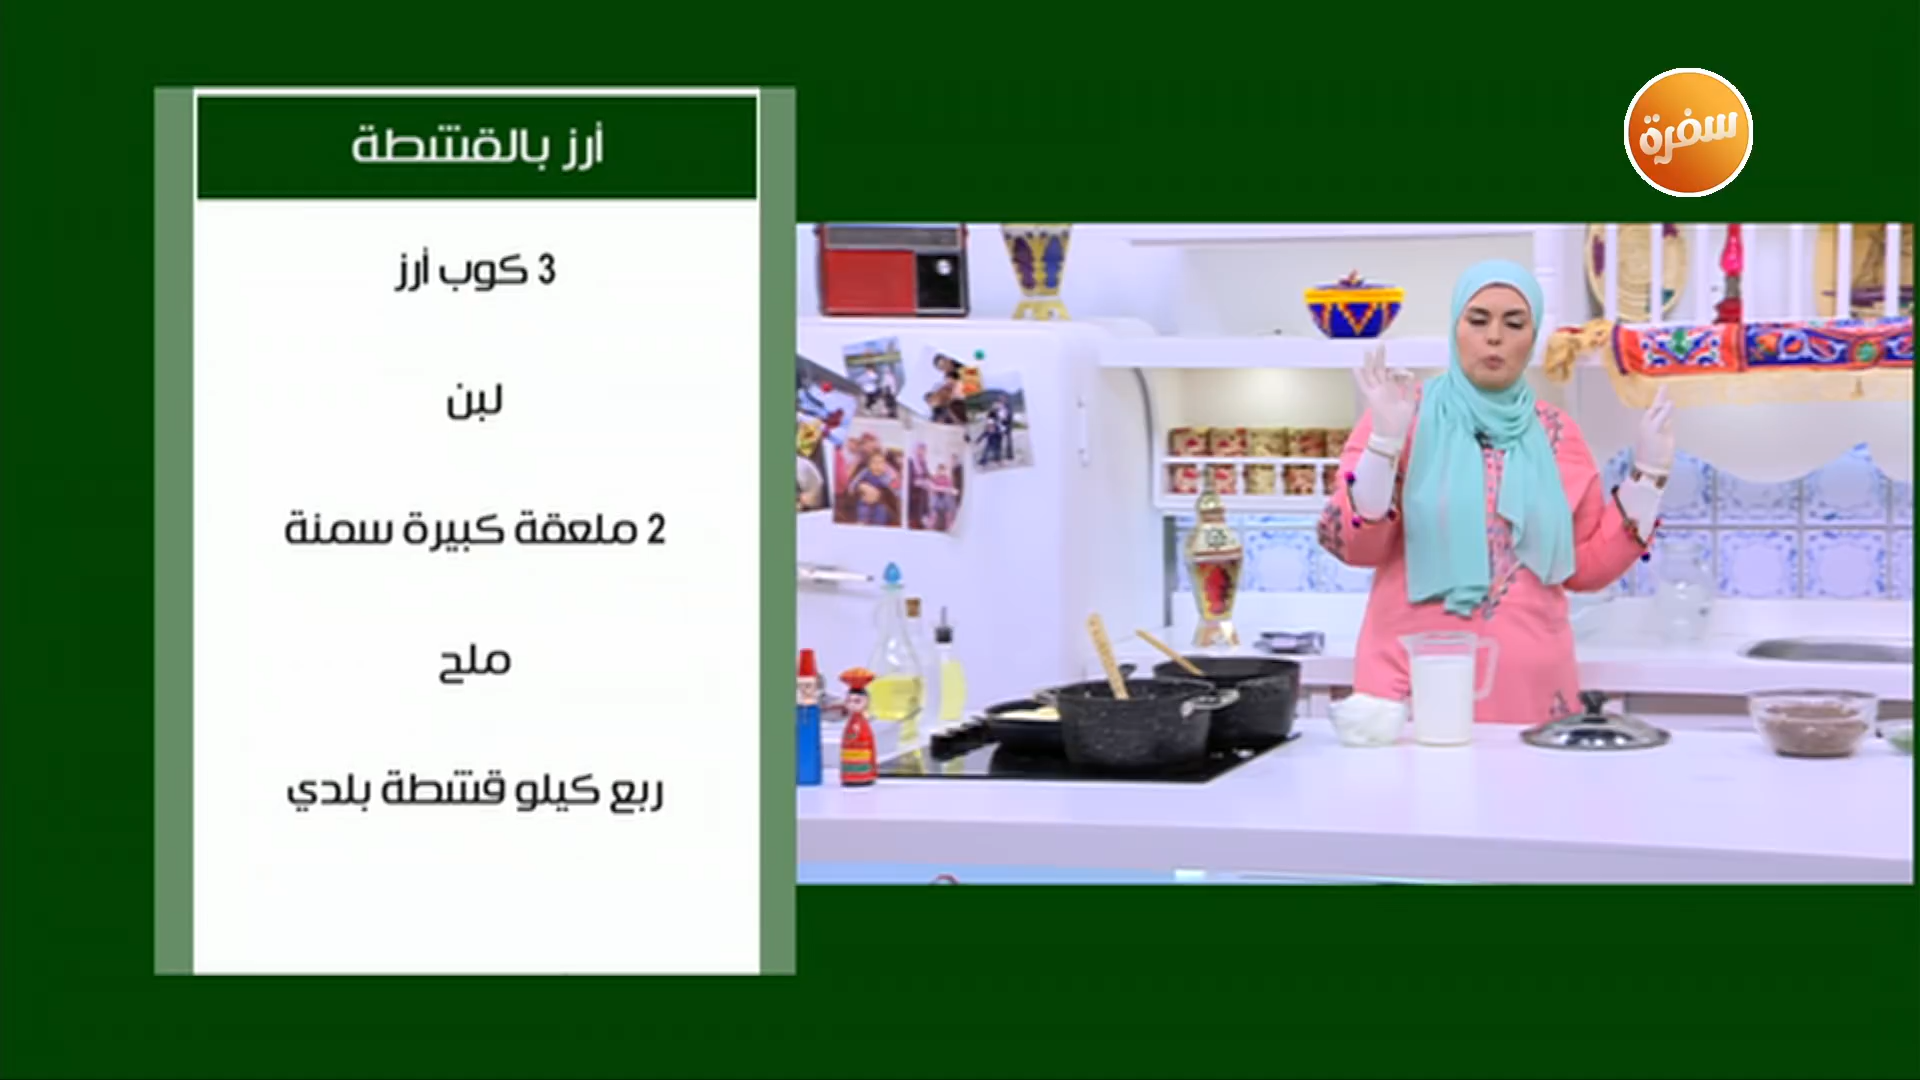 أرز بالقشطة
3 كوب أرز
لبن
2 ملعقة كبيرة سمنة
ملح
ربع كيلو قشطة بلدي
سفرة